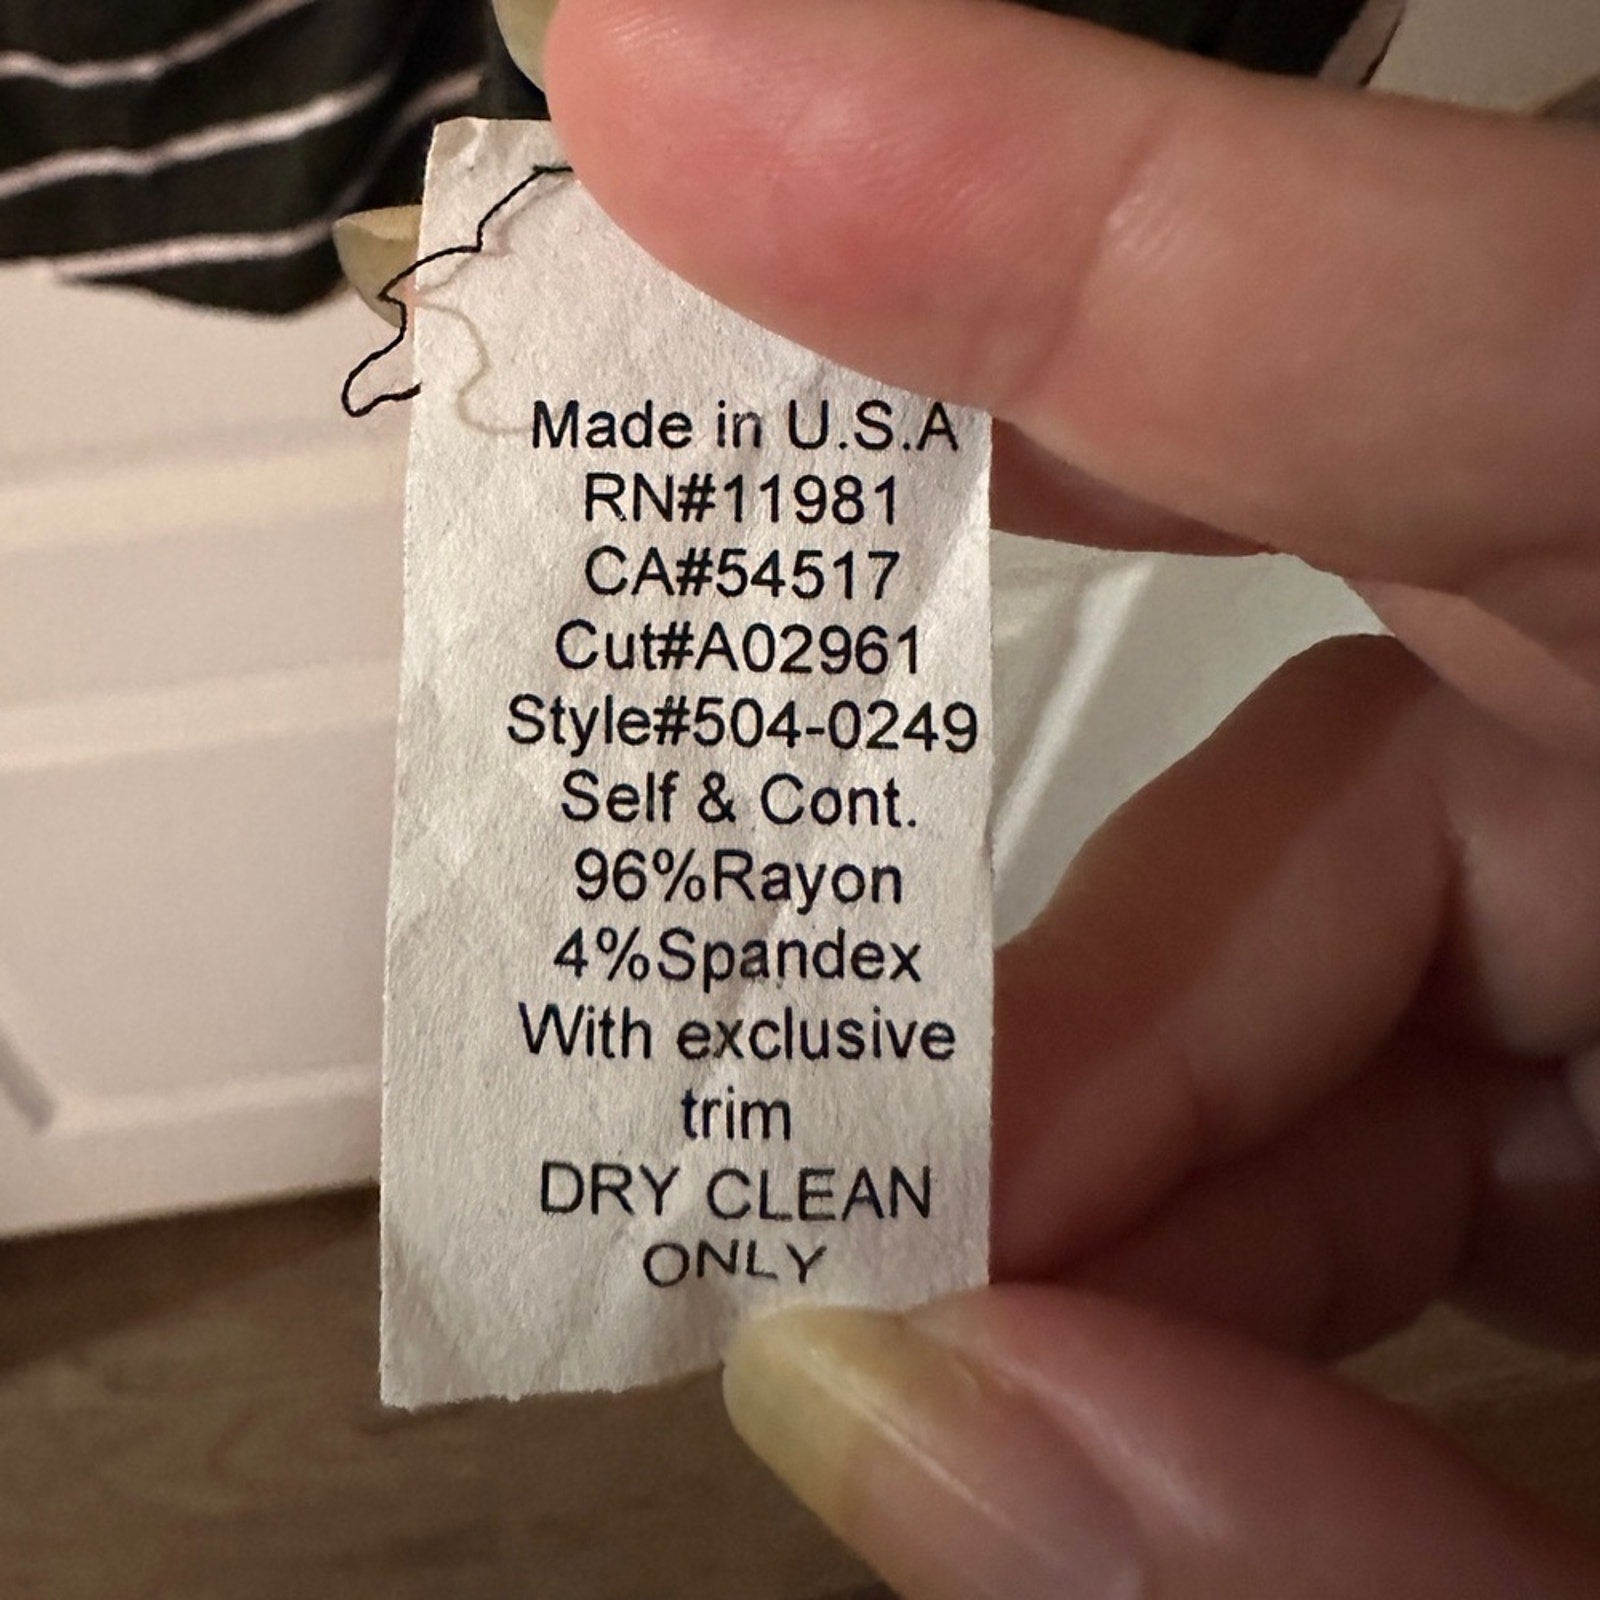 Made in U.S.A
RN#11981
CA#54517
Cut#A02961
Style#504-0249
Self & Cont.
96%Rayon
4%Spandex
With exclusive
trim
DRY CLEAN
ONLY